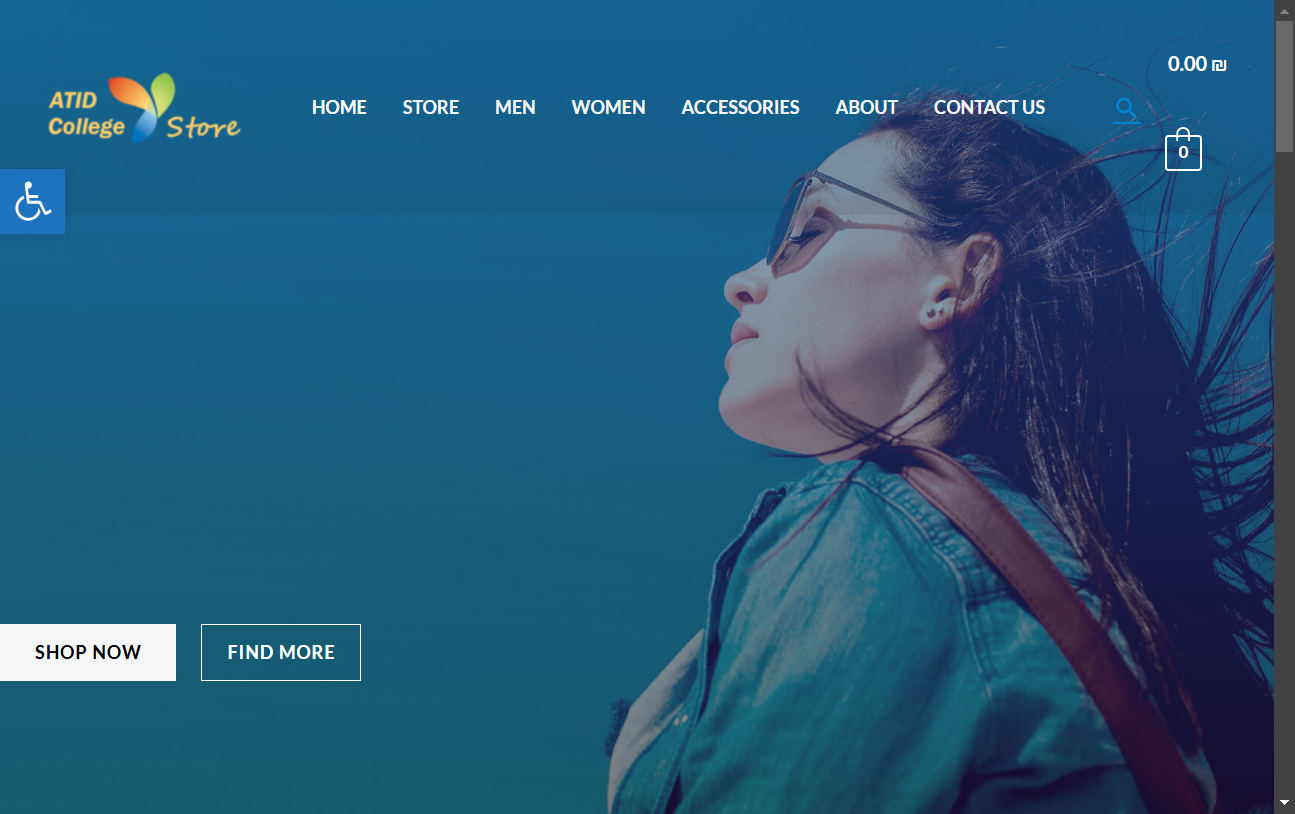 ATID
College Store
HOME STORE MEN WOMEN ACCESSORIES ABOUT CONTACT US
0.00 ₪
0
SHOP NOW FIND MORE